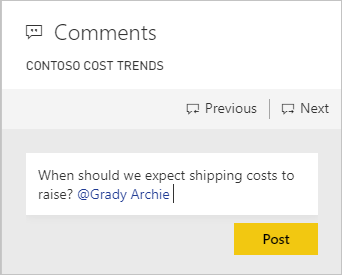 Comments
CONTOSO COST TRENDS
Previous Next
When should we expect shipping costs to
raise? @Grady Archie
Post